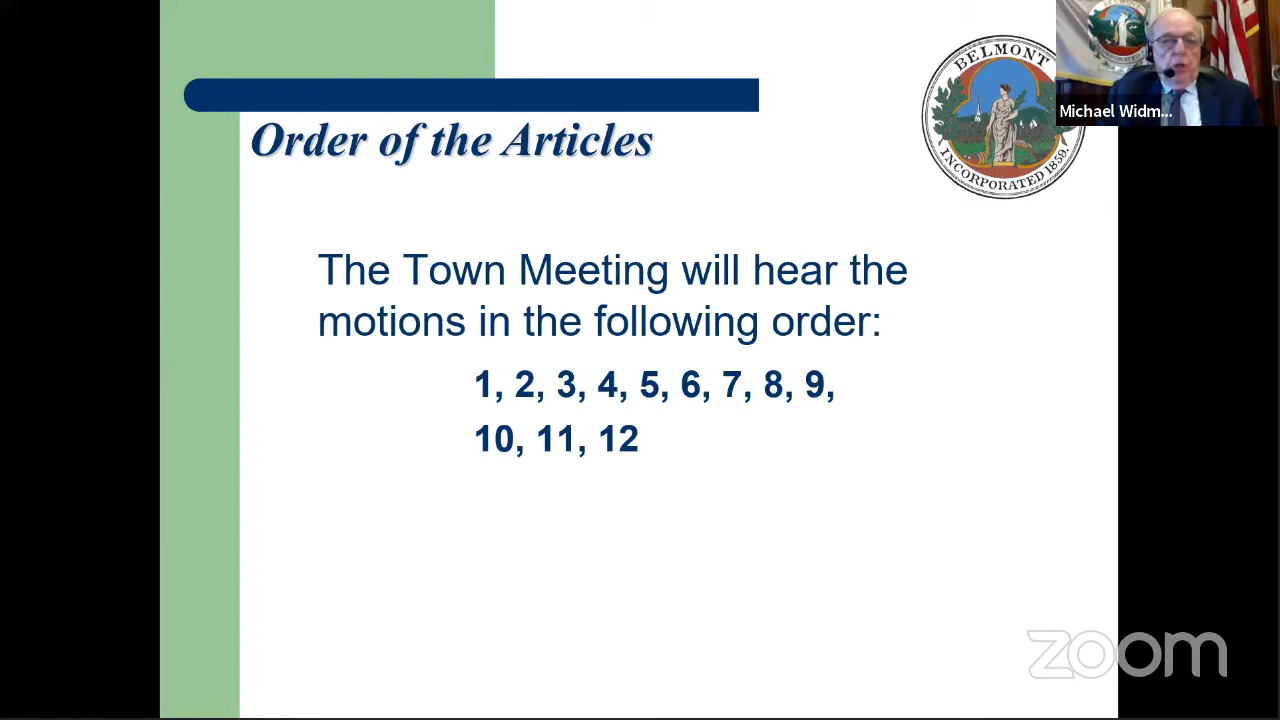 Order of the Articles
The Town Meeting will hear the
motions in the following order:
1, 2, 3, 4, 5, 6, 7, 8, 9,
10, 11, 12
BELMONT
INCORPORATED 1859.
Michael Widm...
zoom